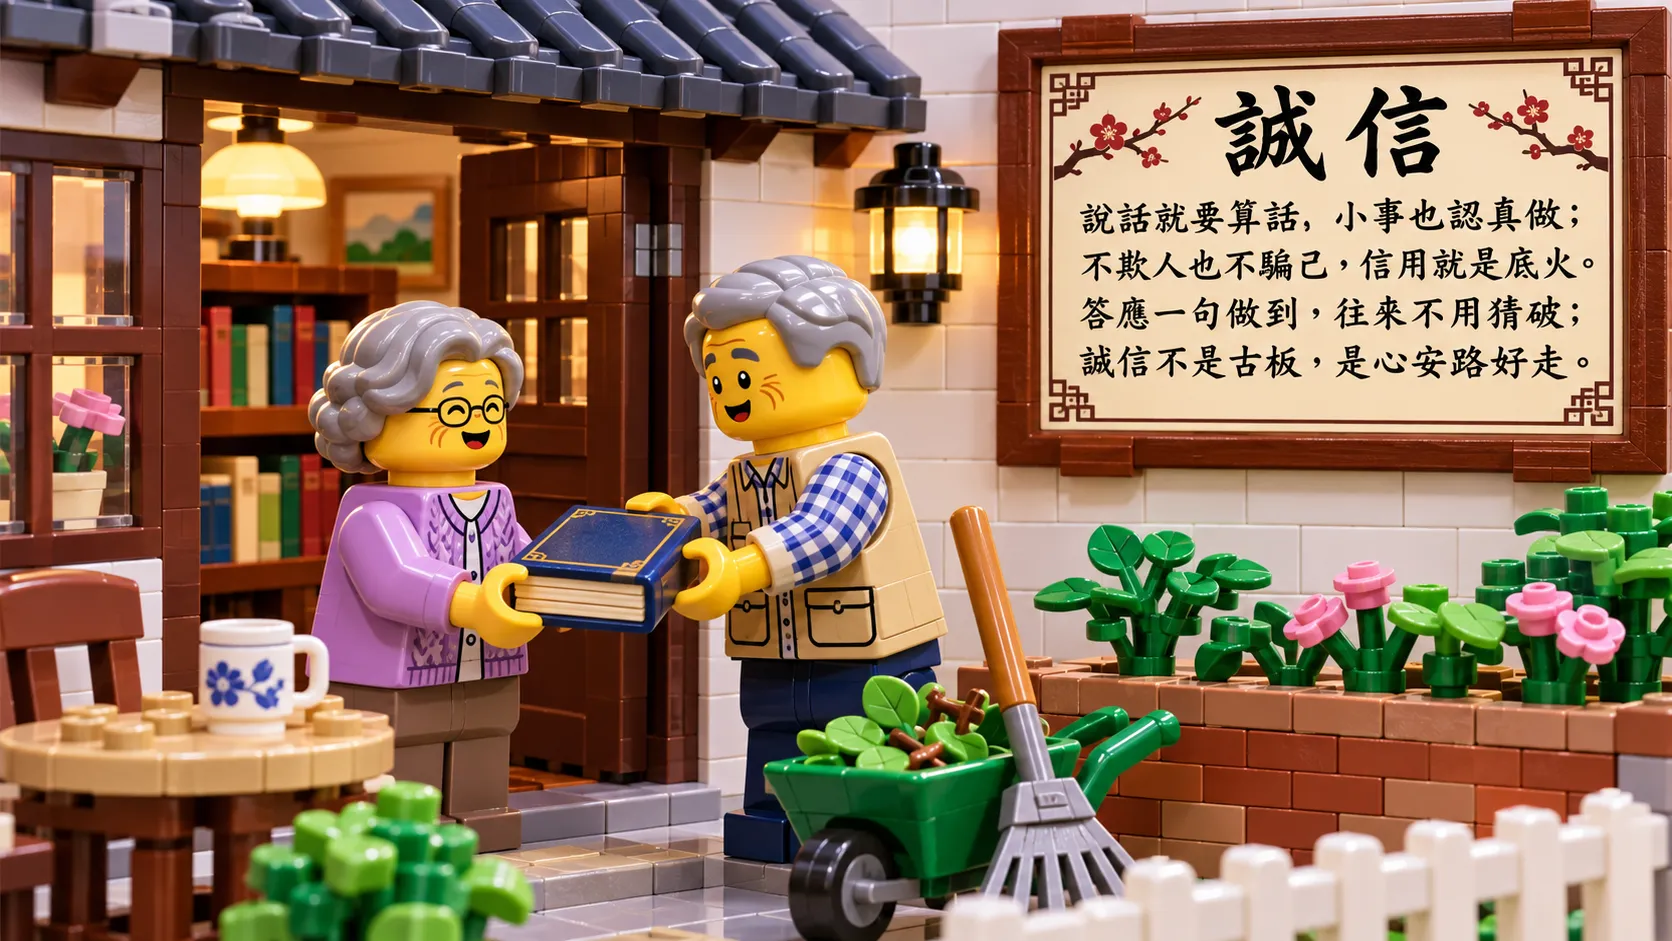 誠信
說話就要算話，小事也認真做；
不欺人也不騙己，信用就是底火。
答應一句做到，往來不用猜破；
誠信不是古板，是心安路好走。